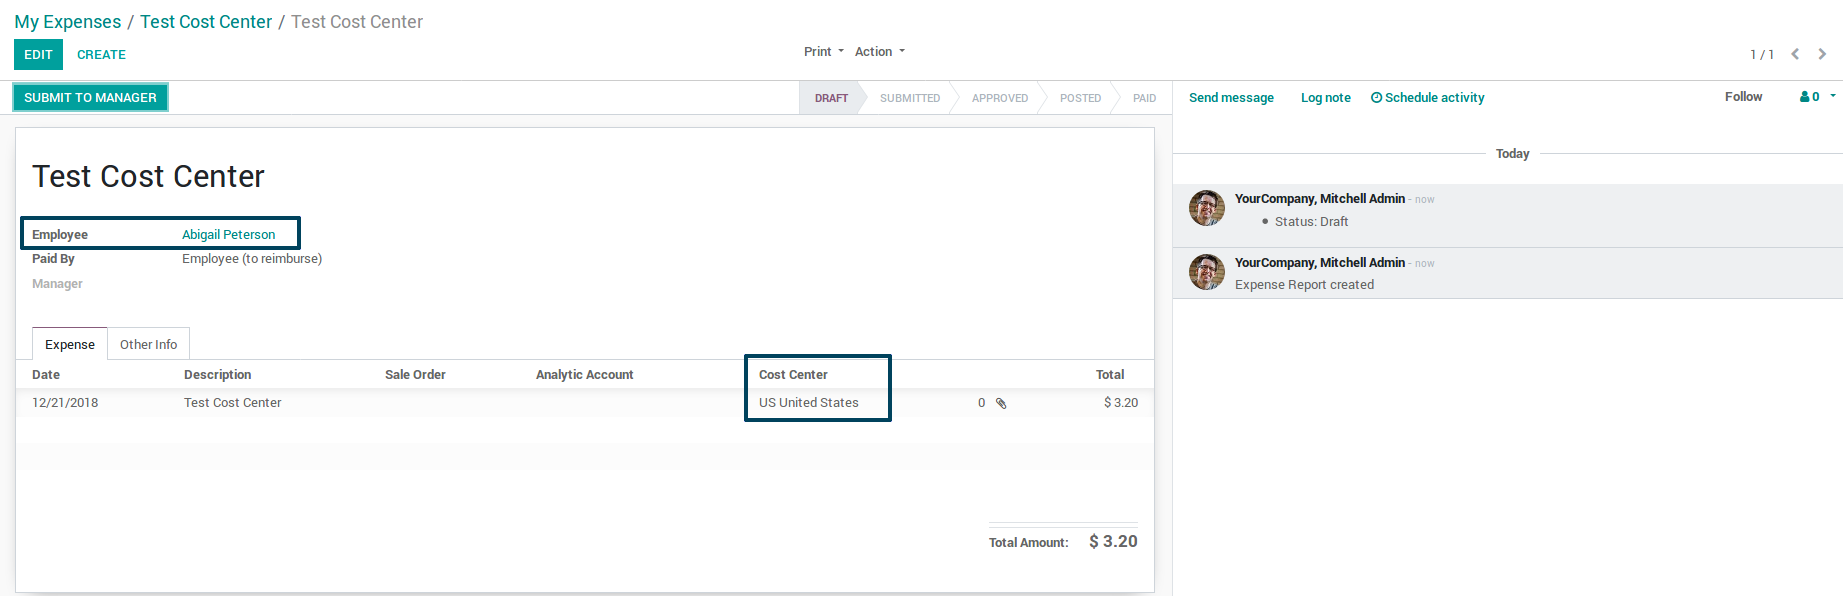 My Expenses / Test Cost Center / Test Cost Center
EDIT CREATE
Print Action
1 / 1
SUBMIT TO MANAGER
DRAFT SUBMITTED APPROVED POSTED PAID
Send message Log note Schedule activity
Follow 0
Test Cost Center
Employee Abigail Peterson
Paid By Employee (to reimburse)
Manager
Expense Other Info
Date Description Sale Order Analytic Account Cost Center Total
12/21/2018 Test Cost Center US United States 0 $ 3.20
Total Amount: $ 3.20
Today
YourCompany, Mitchell Admin - now
• Status: Draft
YourCompany, Mitchell Admin - now
Expense Report created